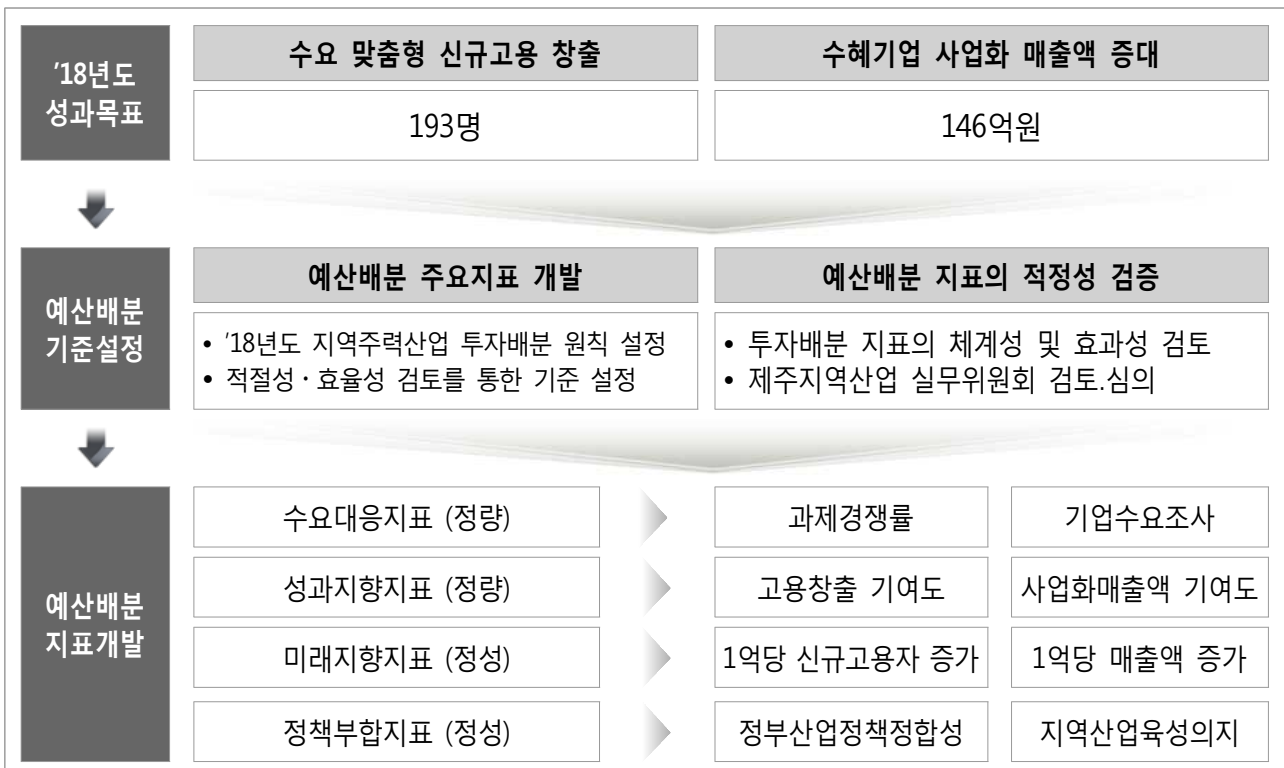 '18년도
성과목표
수요 맞춤형 신규고용 창출
수혜기업 사업화 매출액 증대
193명
146억원
예산배분
기준설정
예산배분 주요지표 개발
예산배분 지표의 적정성 검증
• '18년도 지역주력산업 투자배분 원칙 설정
• 적절성·효율성 검토를 통한 기준 설정
• 투자배분 지표의 체계성 및 효과성 검토
• 제주지역산업 실무위원회 검토.심의
예산배분
지표개발
수요대응지표 (정량)
과제경쟁률
기업수요조사
성과지향지표 (정량)
고용창출 기여도
사업화매출액 기여도
미래지향지표 (정성)
1억당 신규고용자 증가
1억당 매출액 증가
정책부합지표 (정성)
정부산업정책정합성
지역산업육성의지